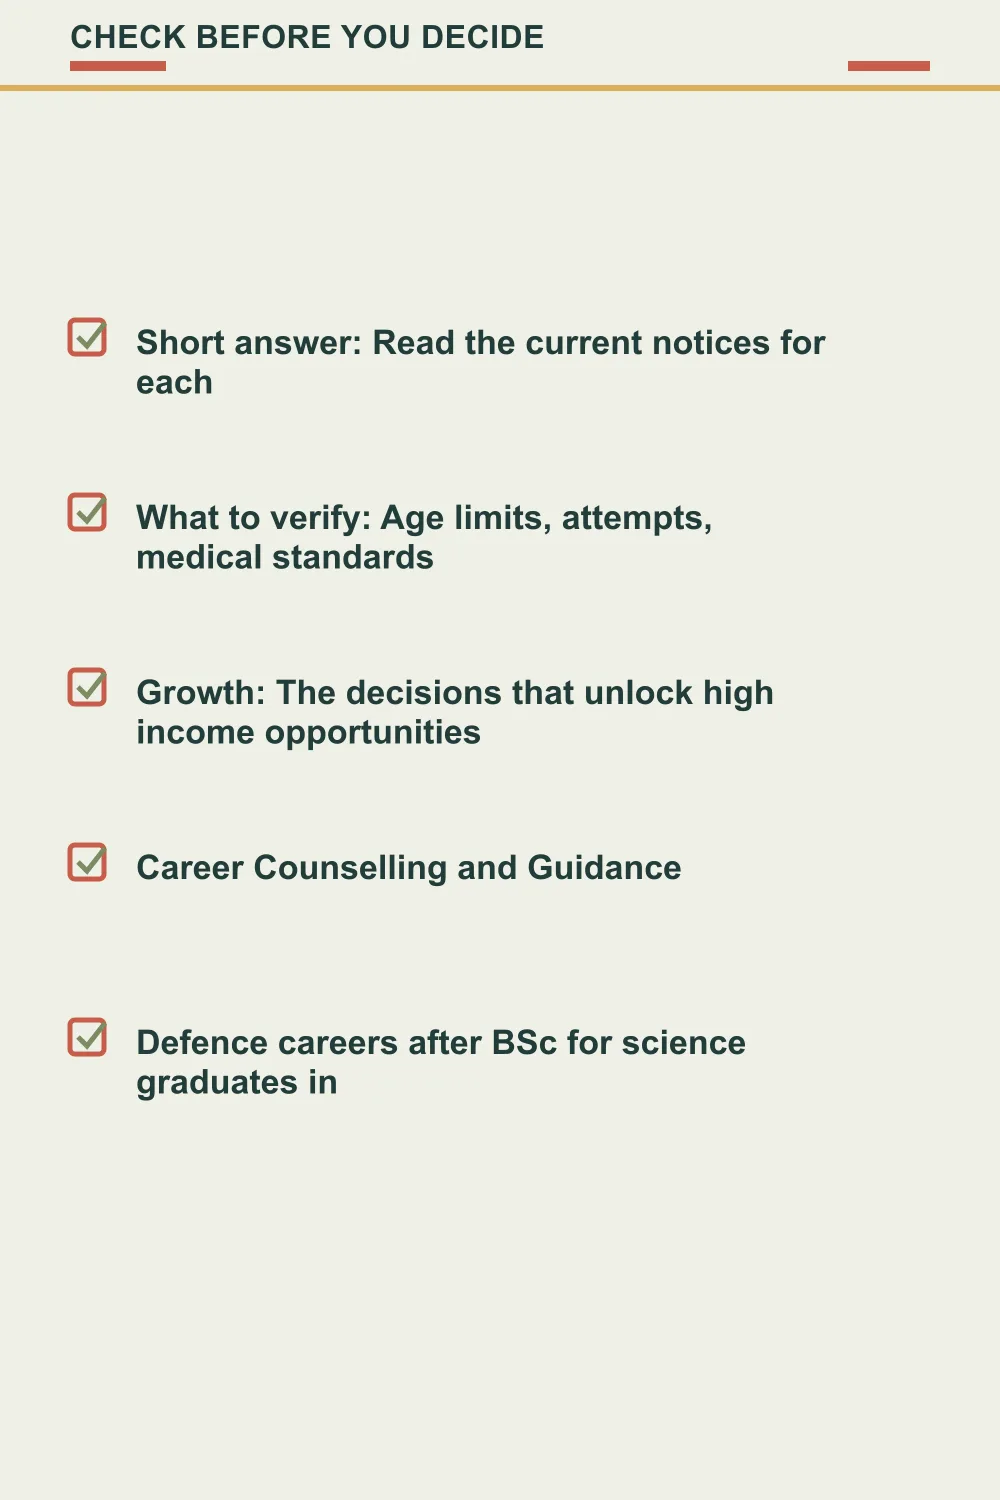 CHECK BEFORE YOU DECIDE
Short answer: Read the current notices for
each
What to verify: Age limits, attempts,
medical standards
Growth: The decisions that unlock high
income opportunities
Career Counselling and Guidance
Defence careers after BSc for science
graduates in